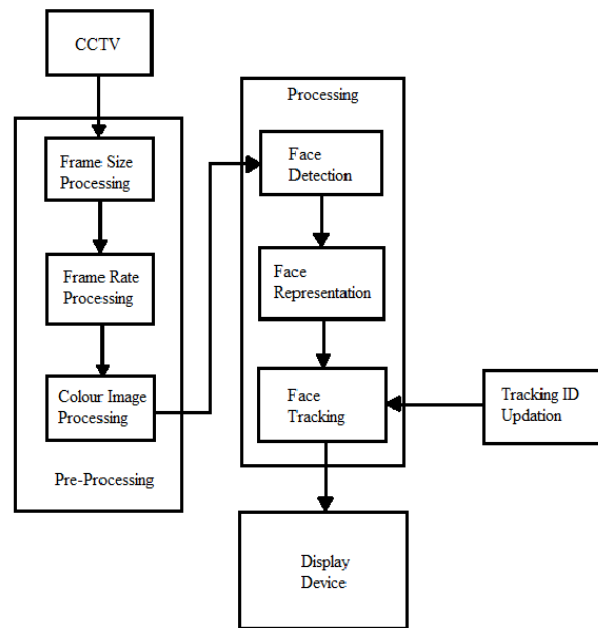 CCTV
Frame Size
Processing
Frame Rate
Processing
Colour Image
Processing
Pre-Processing
Processing
Face
Detection
Face
Representation
Face
Tracking
Tracking ID
Updation
Display
Device